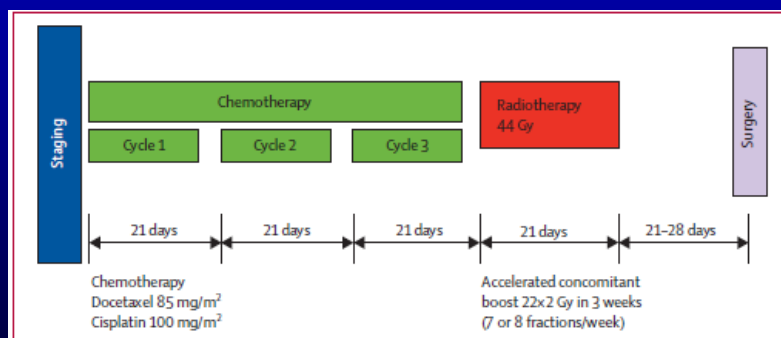 Staging
Chemotherapy
Cycle 1
Cycle 2
Cycle 3
Radiotherapy
44 Gy
Surgery
21 days
21 days
21 days
21 days
21–28 days
Chemotherapy
Docetaxel 85 mg/m²
Cisplatin 100 mg/m²
Accelerated concomitant
boost 22×2 Gy in 3 weeks
(7 or 8 fractions/week)